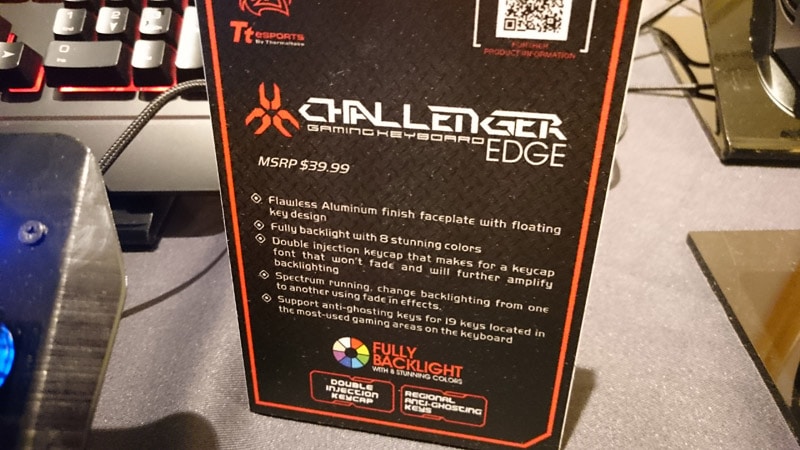 Tt eSPORTS
By Thermaltake
FURTHER
PRODUCT INFORMATION
CHALLENGER
GAMING KEYBOARD
EDGE
MSRP $39.99
Flawless Aluminum finish faceplate with floating
key design
Fully backlight with 8 stunning colors
Double injection keycap that makes for a keycap
font that won't fade and will further amplify
backlighting
Spectrum running, change backlighting from one
to another using fade in effects.
Support anti-ghosting keys for 19 keys located in
the most-used gaming areas on the keyboard
FULLY
BACKLIGHT
WITH 8 STUNNING COLORS
DOUBLE
INJECTION
KEYCAP
REGIONAL
ANTI-GHOSTING
KEYS